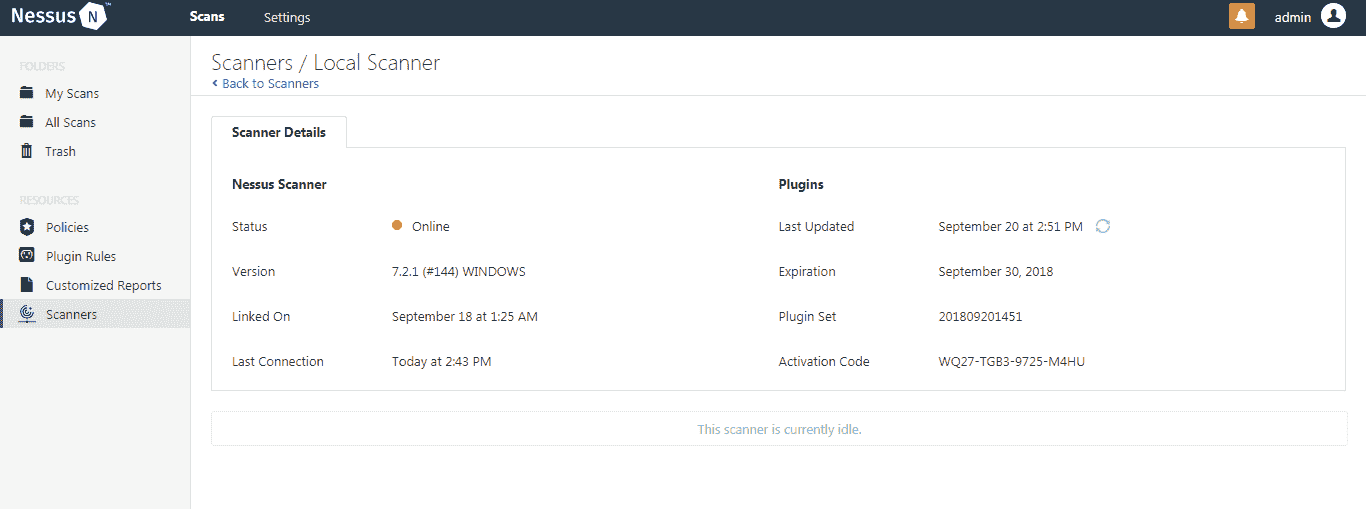 Nessus N ™ Scans Settings admin
FOLDERS
My Scans
All Scans
Trash
RESOURCES
Policies
Plugin Rules
Customized Reports
Scanners
Scanners / Local Scanner
Back to Scanners
Scanner Details
Nessus Scanner
Status Online
Version 7.2.1 (#144) WINDOWS
Linked On September 18 at 1:25 AM
Last Connection Today at 2:43 PM
Plugins
Last Updated September 20 at 2:51 PM
Expiration September 30, 2018
Plugin Set 201809201451
Activation Code WQ27-TGB3-9725-M4HU
This scanner is currently idle.